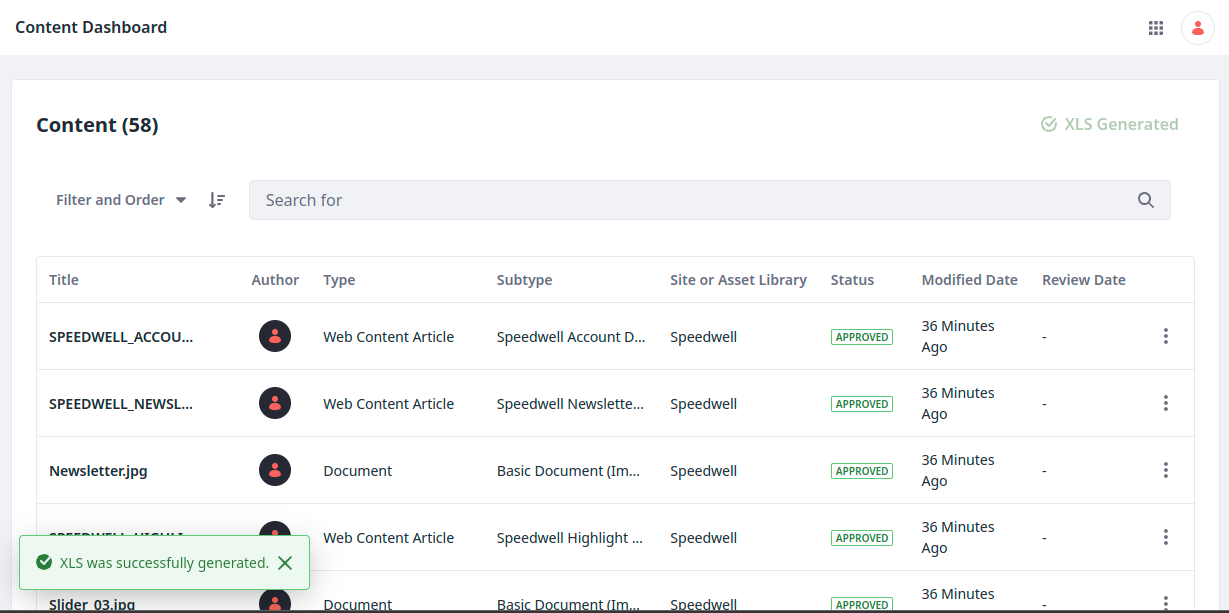 Content Dashboard
Content (58)
XLS Generated
Filter and Order
Search for
Title Author Type Subtype Site or Asset Library Status Modified Date Review Date
SPEEDWELL_ACCOU... Web Content Article Speedwell Account D... Speedwell APPROVED 36 Minutes Ago -
SPEEDWELL_NEWSL... Web Content Article Speedwell Newslette... Speedwell APPROVED 36 Minutes Ago -
Newsletter.jpg Document Basic Document (Im... Speedwell APPROVED 36 Minutes Ago -
Web Content Article Speedwell Highlight ... Speedwell APPROVED 36 Minutes Ago -
XLS was successfully generated.
Slider_03.jpg Document Basic Document (Im... Speedwell APPROVED 36 Minutes -